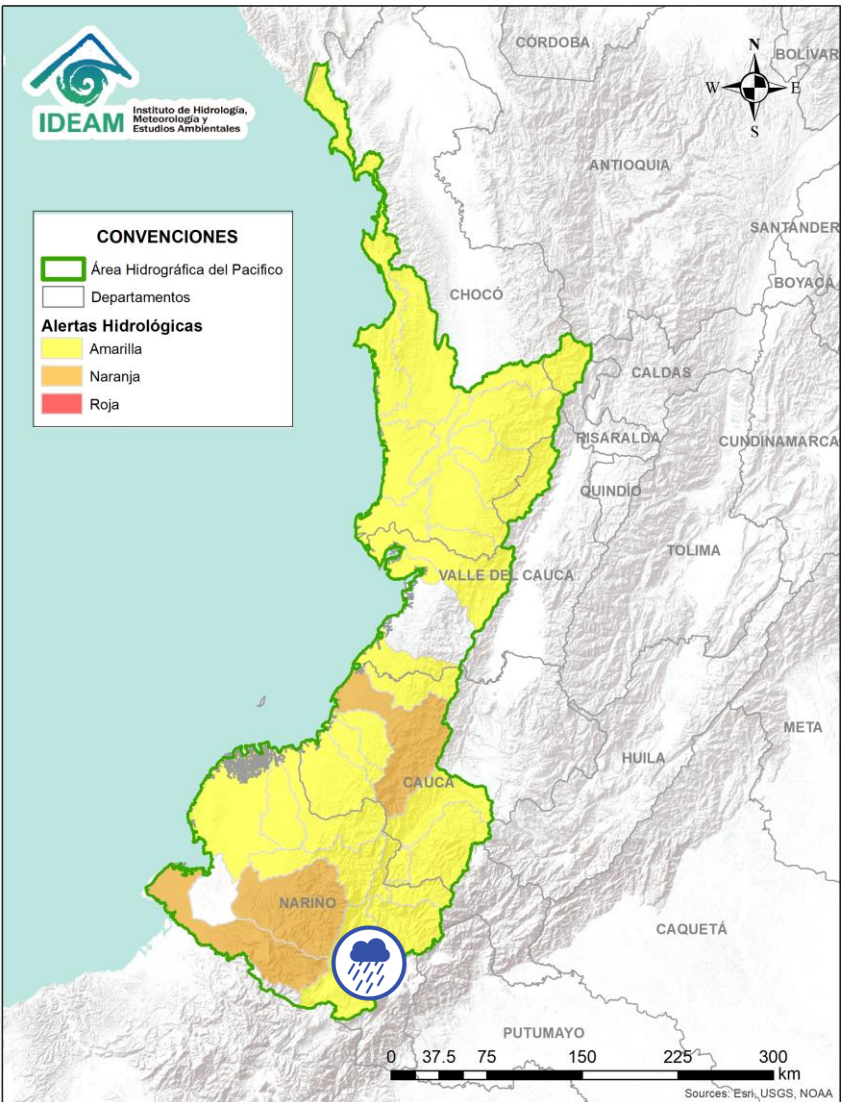 IDEAM
Instituto de Hidrología,
Meteorología y
Estudios Ambientales
N
W
E
S
CÓRDOBA
BOLÍVAR
ANTIOQUIA
SANTANDER
BOYACÁ
CHOCÓ
CALDAS
RISARALDA
CUNDINAMARCA
QUINDÍO
TOLIMA
VALLE DEL CAUCA
META
HUILA
CAUCA
NARIÑO
CAQUETÁ
PUTUMAYO
CONVENCIONES
Área Hidrográfica del Pacifico
Departamentos
Alertas Hidrológicas
Amarilla
Naranja
Roja
0 37.5 75 150 225 300
km
Sources: Esri, USGS, NOAA